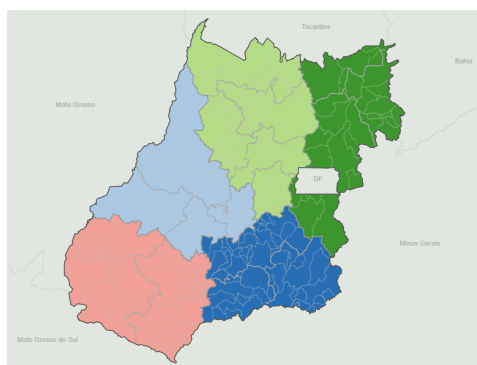 Tocantins
Bahia
Mato Grosso
DF
Minas Gerais
Mato Grosso do Sul